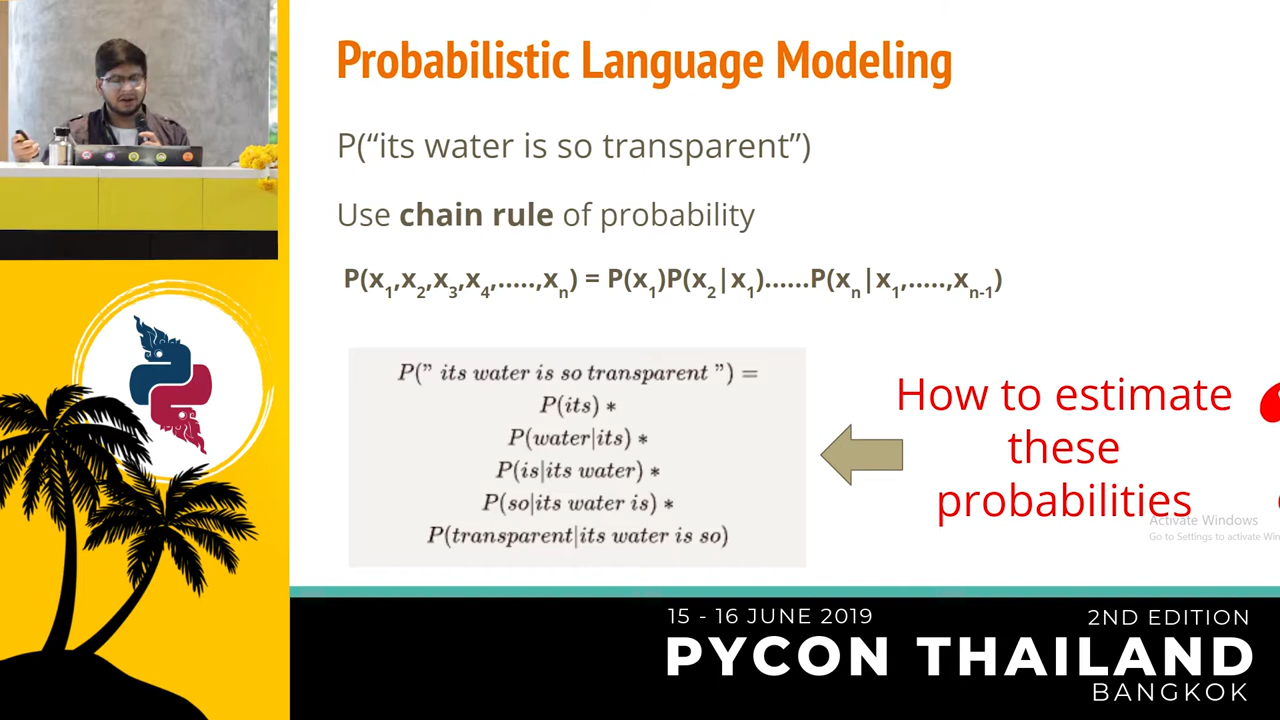 Probabilistic Language Modeling
P(“its water is so transparent”)
Use chain rule of probability
P(x₁,x₂,x₃,x₄,.....,xₙ) = P(x₁)P(x₂|x₁)......P(xₙ|x₁,.....,xₙ₋₁)
P(” its water is so transparent ”) =
P(its) *
P(water|its) *
P(is|its water) *
P(so|its water is) *
P(transparent|its water is so)
How to estimate
these
probabilities
Activate Windows
Go to Settings to activate Win
15 - 16 JUNE 2019
2ND EDITION
PYCON THAILAND
BANGKOK